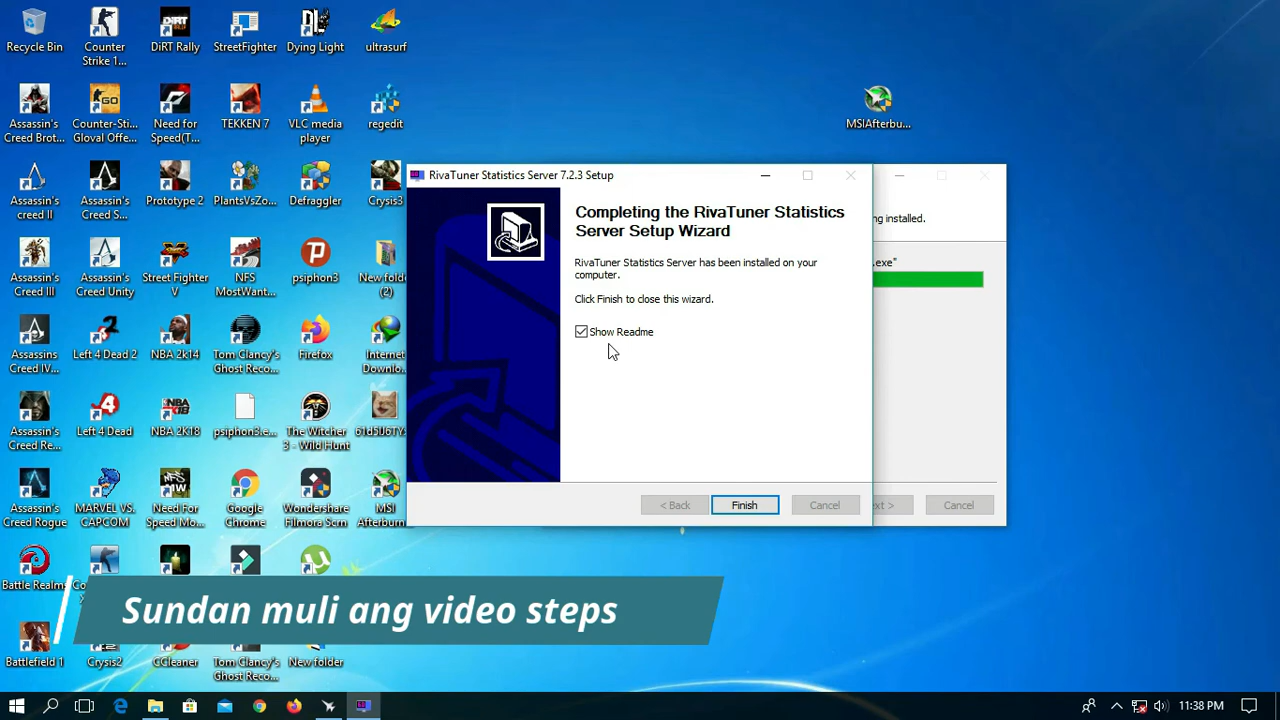 Recycle Bin
Counter
Strike 1...
DiRT Rally
StreetFighter
Dying Light
ultrasurf
Assassin's
Creed Brot...
Counter-Sti...
Gloval Offe...
Need for
Speed(T...
TEKKEN 7
VLC media
player
regedit
MSIAfterbu...
Assassin's
creed II
Assassin's
Creed S...
Prototype 2
PlantsVsZo...
Defraggler
Crysis3
Assassin's
Creed III
Assassin's
Creed Unity
Street Fighter
V
NFS
MostWant...
psiphon3
New folder
(2)
Assassins
Creed IV...
Left 4 Dead 2
NBA 2k14
Tom Clancy's
Ghost Reco...
Firefox
Internet
Downlo...
Assassin's
Creed Re...
Left 4 Dead
NBA 2K18
psiphon3.e...
The Witcher
3 - Wild Hunt
Assassin's
Creed Rogue
MARVEL VS.
CAPCOM
Need For
Speed Mo...
Google
Chrome
Wondershare
Filmora Scrn
MSI
Afterburn
Battle Realms
Battlefield 1
Crysis2
CCleaner
Tom Clancy's
Ghost Reco...
New folder
RivaTuner Statistics Server 7.2.3 Setup
Completing the RivaTuner Statistics
Server Setup Wizard
RivaTuner Statistics Server has been installed on your
computer.
Click Finish to close this wizard.
Show Readme
< Back
Finish
Cancel
ng installed.
.exe"
ext >
Cancel
Sundan muli ang video steps
11:38 PM